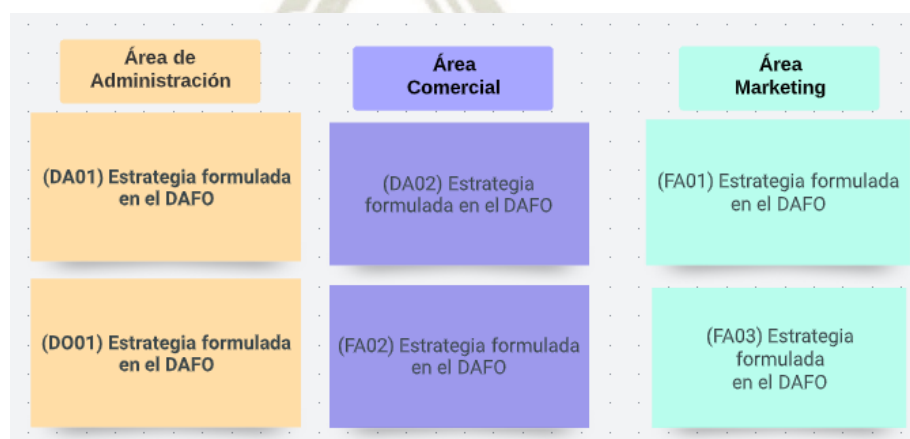 Área de
Administración
Área
Comercial
Área
Marketing
(DA01) Estrategia formulada
en el DAFO
(DA02) Estrategia
formulada en el DAFO
(FA01) Estrategia formulada
en el DAFO
(DO01) Estrategia formulada
en el DAFO
(FA02) Estrategia formulada
en el DAFO
(FA03) Estrategia
formulada
en el DAFO